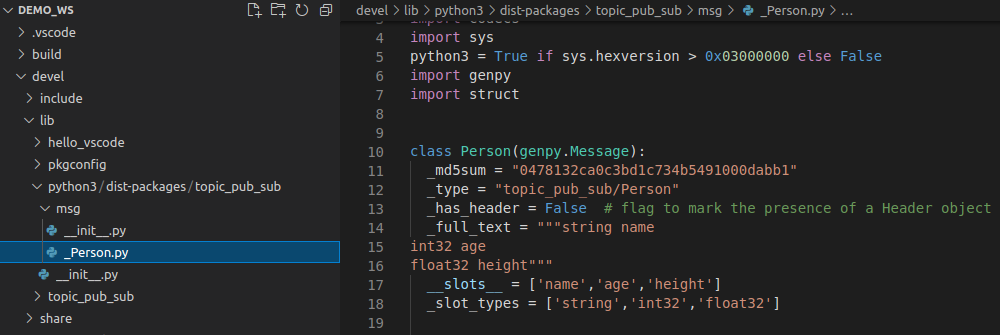 DEMO_WS
.vscode
build
devel
include
lib
hello_vscode
pkgconfig
python3/dist-packages/topic_pub_sub
msg
__init__.py
_Person.py
__init__.py
topic_pub_sub
share
devel > lib > python3 > dist-packages > topic_pub_sub > msg > _Person.py > ...
4 import sys
5 python3 = True if sys.hexversion > 0x03000000 else False
6 import genpy
7 import struct
8
9
10 class Person(genpy.Message):
11 _md5sum = "0478132ca0c3bd1c734b5491000dabb1"
12 _type = "topic_pub_sub/Person"
13 _has_header = False # flag to mark the presence of a Header object
14 _full_text = """string name
15 int32 age
16 float32 height"""
17 __slots__ = ['name','age','height']
18 _slot_types = ['string','int32','float32']
19